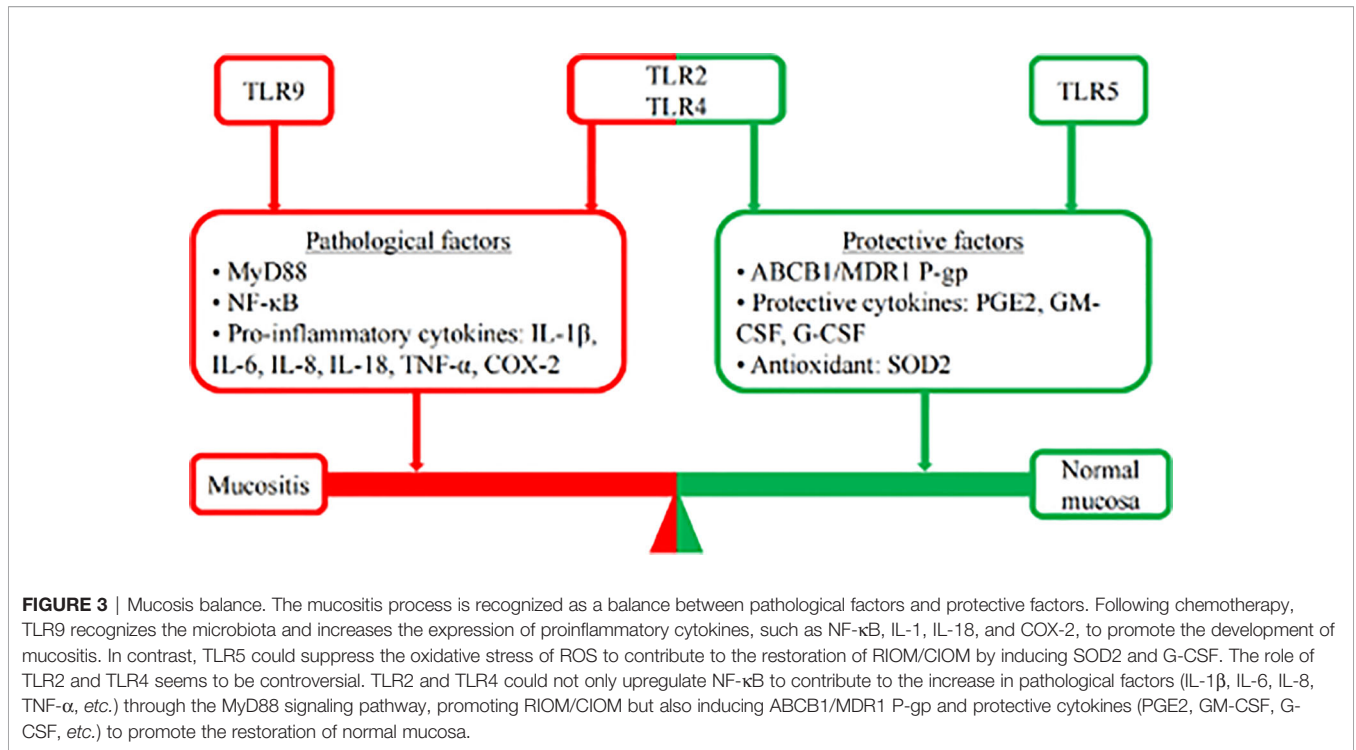 TLR9
TLR2
TLR4
TLR5
Pathological factors
• MyD88
• NF-κB
• Pro-inflammatory cytokines: IL-1β,
IL-6, IL-8, IL-18, TNF-α, COX-2
Protective factors
• ABCB1/MDR1 P-gp
• Protective cytokines: PGE2, GM-
CSF, G-CSF
• Antioxidant: SOD2
Mucositis
Normal
mucosa
FIGURE 3 | Mucosis balance. The mucositis process is recognized as a balance between pathological factors and protective factors. Following chemotherapy,
TLR9 recognizes the microbiota and increases the expression of proinflammatory cytokines, such as NF-κB, IL-1, IL-18, and COX-2, to promote the development of
mucositis. In contrast, TLR5 could suppress the oxidative stress of ROS to contribute to the restoration of RIOM/CIOM by inducing SOD2 and G-CSF. The role of
TLR2 and TLR4 seems to be controversial. TLR2 and TLR4 could not only upregulate NF-κB to contribute to the increase in pathological factors (IL-1β, IL-6, IL-8,
TNF-α, etc.) through the MyD88 signaling pathway, promoting RIOM/CIOM but also inducing ABCB1/MDR1 P-gp and protective cytokines (PGE2, GM-CSF, G-
CSF, etc.) to promote the restoration of normal mucosa.